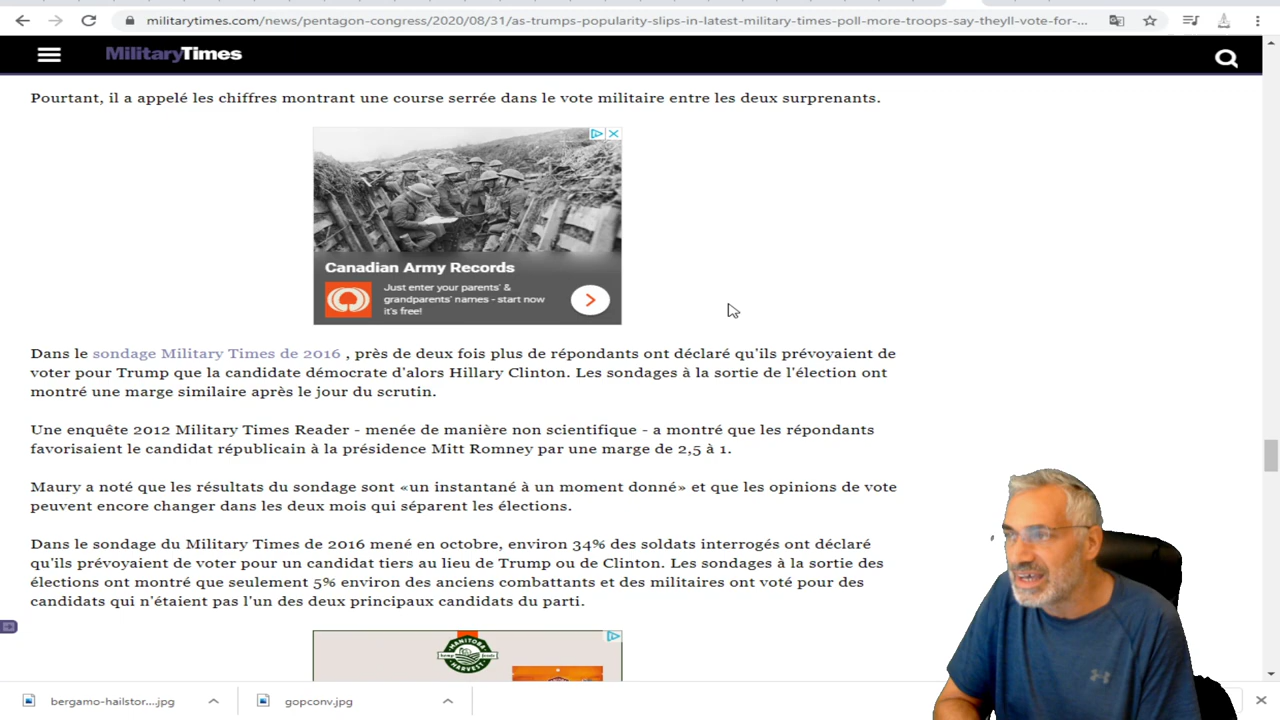 militarytimes.com/news/pentagon-congress/2020/08/31/as-trumps-popularity-slips-in-latest-military-times-poll-more-troops-say-theyll-vote-for-...
MilitaryTimes
Pourtant, il a appelé les chiffres montrant une course serrée dans le vote militaire entre les deux surprenants.
Canadian Army Records
Just enter your parents' &
grandparents' names - start now
it's free!
Dans le sondage Military Times de 2016 , près de deux fois plus de répondants ont déclaré qu'ils prévoyaient de
voter pour Trump que la candidate démocrate d'alors Hillary Clinton. Les sondages à la sortie de l'élection ont
montré une marge similaire après le jour du scrutin.
Une enquête 2012 Military Times Reader - menée de manière non scientifique - a montré que les répondants
favorisaient le candidat républicain à la présidence Mitt Romney par une marge de 2,5 à 1.
Maury a noté que les résultats du sondage sont «un instantané à un moment donné» et que les opinions de vote
peuvent encore changer dans les deux mois qui séparent les élections.
Dans le sondage du Military Times de 2016 mené en octobre, environ 34% des soldats interrogés ont déclaré
qu'ils prévoyaient de voter pour un candidat tiers au lieu de Trump ou de Clinton. Les sondages à la sortie des
élections ont montré que seulement 5% environ des anciens combattants et des militaires ont voté pour des
candidats qui n'étaient pas l'un des deux principaux candidats du parti.
MANITOBA
HARVEST
bergamo-hailstor....jpg
gopconv.jpg